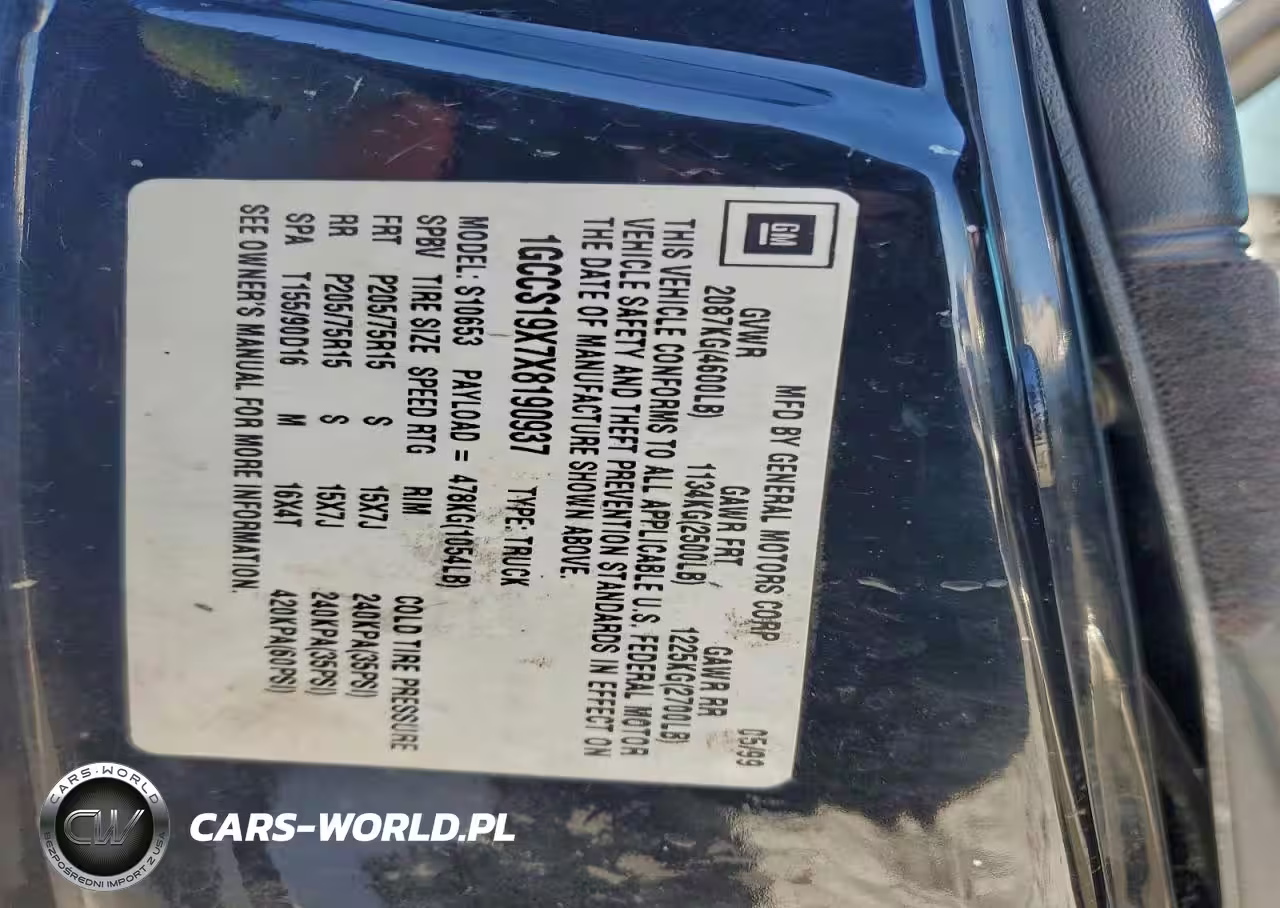 GM
MFD BY GENERAL MOTORS CORP 05/99
GVWR GAWR FRT GAWR RR
2087KG(4600LB) 1134KG(2500LB) 1225KG(2700LB)
THIS VEHICLE CONFORMS TO ALL APPLICABLE U.S. FEDERAL MOTOR
VEHICLE SAFETY AND THEFT PREVENTION STANDARDS IN EFFECT ON
THE DATE OF MANUFACTURE SHOWN ABOVE.
1GCCS19X7X8190937 TYPE: TRUCK
MODEL: S10653 PAYLOAD = 478KG(1054LB)
SPBV TIRE SIZE SPEED RTG RIM COLD TIRE PRESSURE
FRT P205/75R15 S 15X7J 240KPA(35PSI)
RR P205/75R15 S 15X7J 240KPA(35PSI)
SPA T155/90D16 M 16X4T 420KPA(60PSI)
SEE OWNER'S MANUAL FOR MORE INFORMATION.
CARS-WORLD
CW
BEZPOŚREDNI IMPORT Z USA
CARS-WORLD.PL